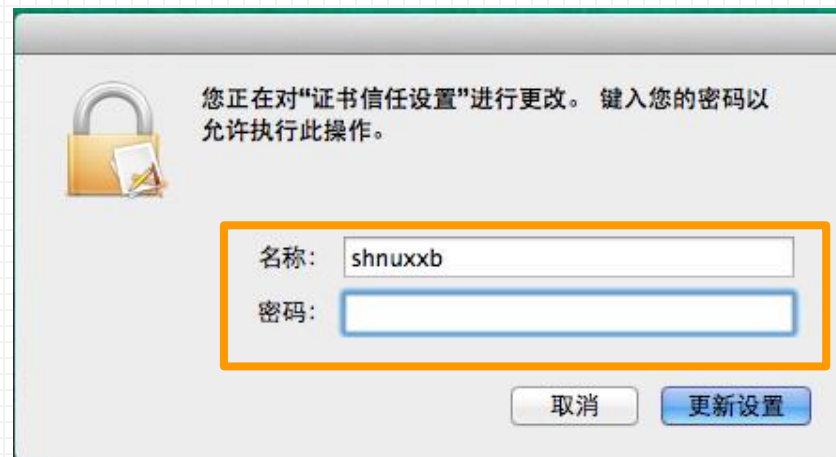 您正在对“证书信任设置”进行更改。 键入您的密码以
允许执行此操作。
名称: shnuxxb
密码:
取消 更新设置